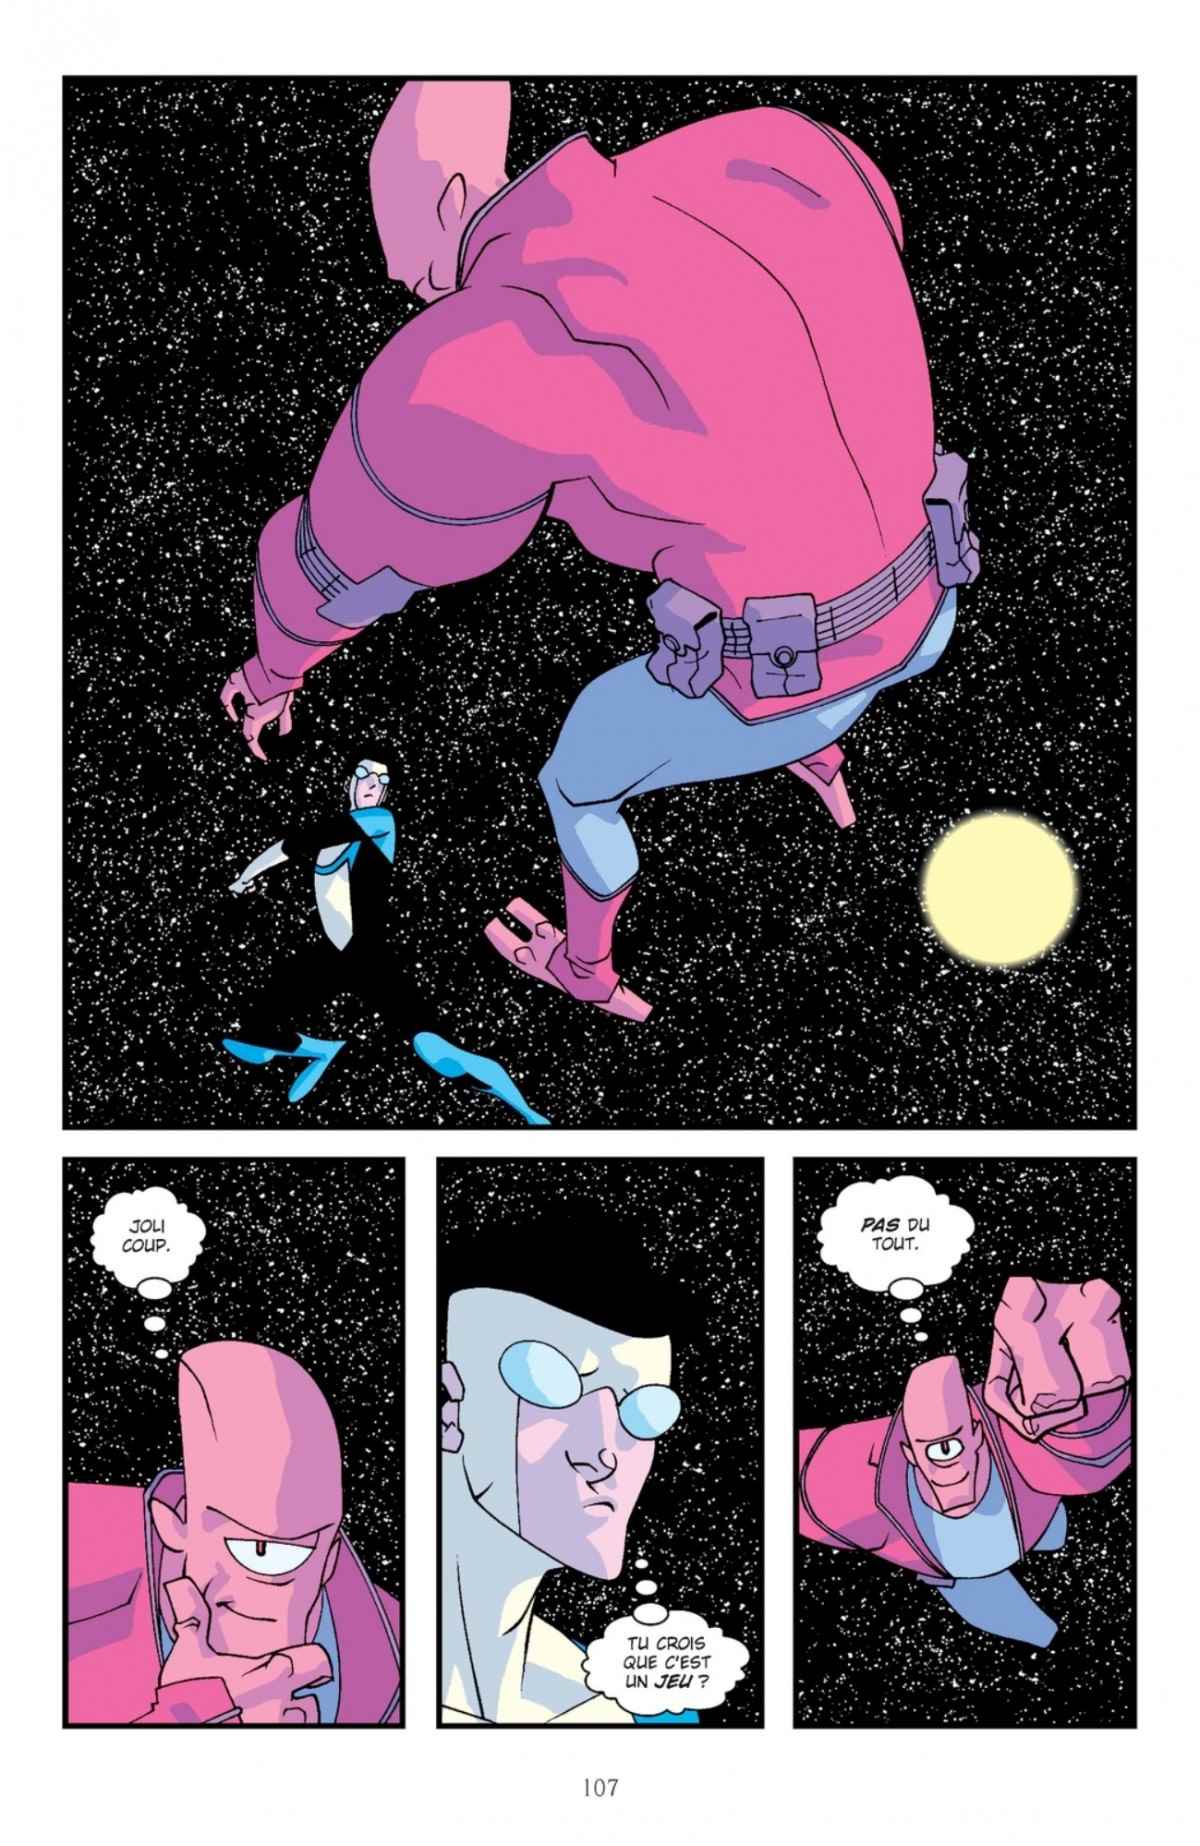 JOLI
COUP.
TU CROIS
QUE C'EST
UN JEU ?
PAS DU
TOUT.
107